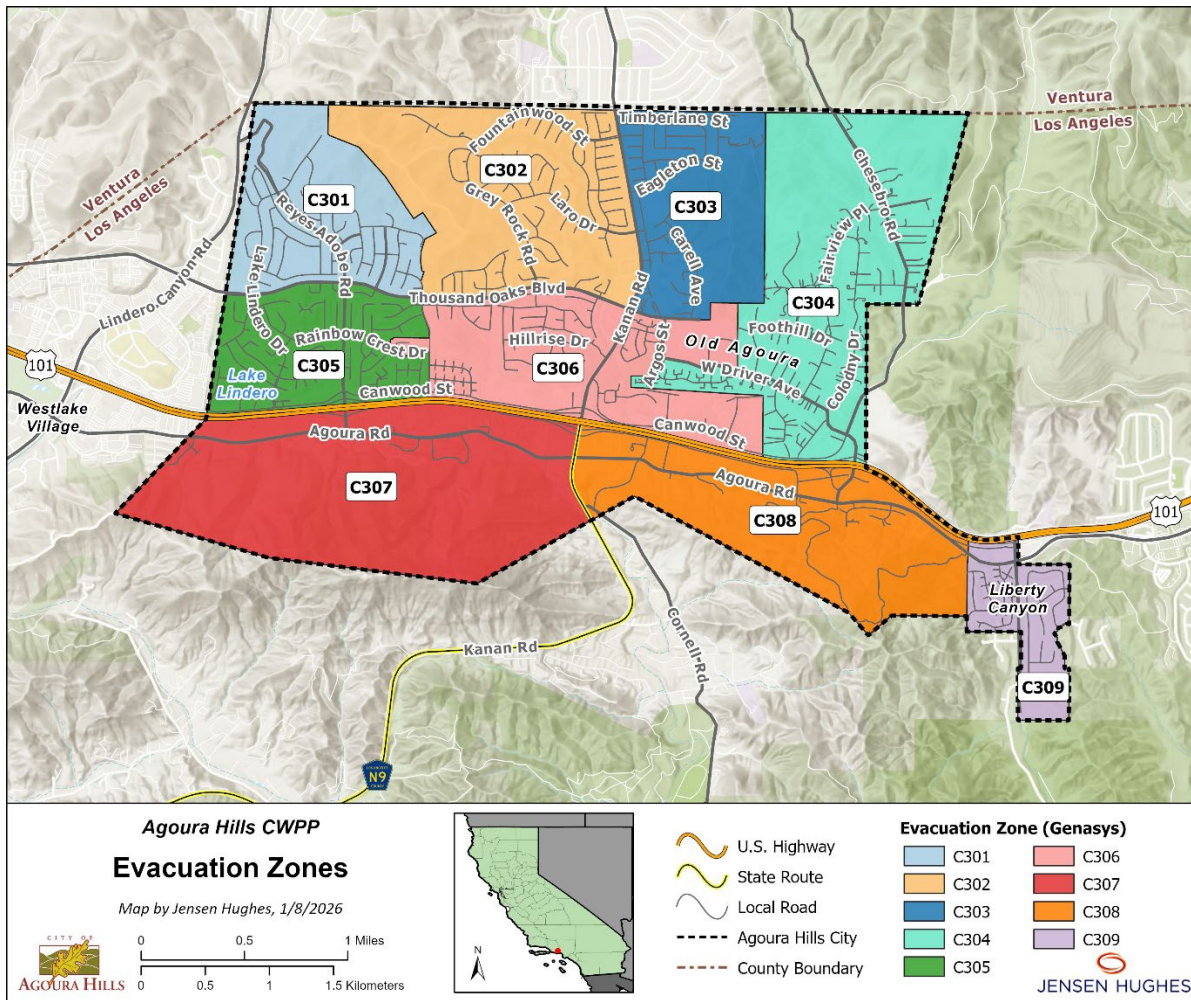 Ventura
Los Angeles
Timberlane St
Fountainwood St
C302
Eagleton St
Chesebro Rd
C301
C303
Ventura
Los Angeles
Reyes Adobe Rd
Grey Rock Rd
Laro Dr
Fairview Pl
Carell Ave
Lindero Canyon Rd
Lake Lindero Dr
Thousand Oaks Blvd
Kanan Rd
C304
Rainbow Crest Dr
Hillrise Dr
Argos St
Old Agoura
Foothill Dr
101
C305
C306
W Driver Ave
Colodny Dr
Lake
Lindero
Canwood St
Westlake
Village
Agoura Rd
Canwood St
C307
Agoura Rd
C308
101
Liberty
Canyon
Kanan Rd
Cornell Rd
C309
N9
Agoura Hills CWPP
Evacuation Zones
Map by Jensen Hughes, 1/8/2026
0 0.5 1 Miles
0 0.5 1 1.5 Kilometers
CITY OF
AGOURA HILLS
N
U.S. Highway
State Route
Local Road
Agoura Hills City
County Boundary
Evacuation Zone (Genasys)
C301
C302
C303
C304
C305
C306
C307
C308
C309
JENSEN HUGHES